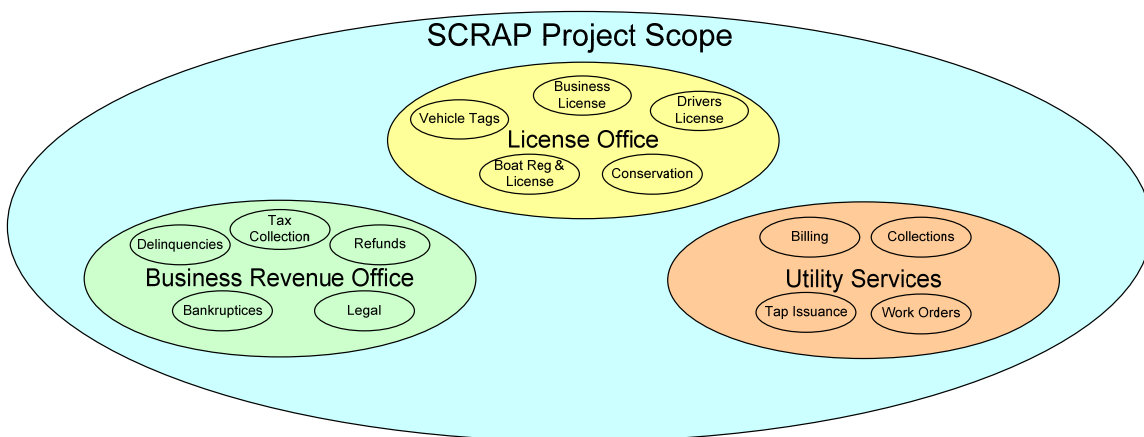 SCRAP Project Scope
Business
License
Drivers
License
Vehicle Tags
License Office
Boat Reg &
License
Conservation
Tax
Collection
Delinquencies
Refunds
Business Revenue Office
Bankruptices
Legal
Billing
Collections
Utility Services
Tap Issuance
Work Orders